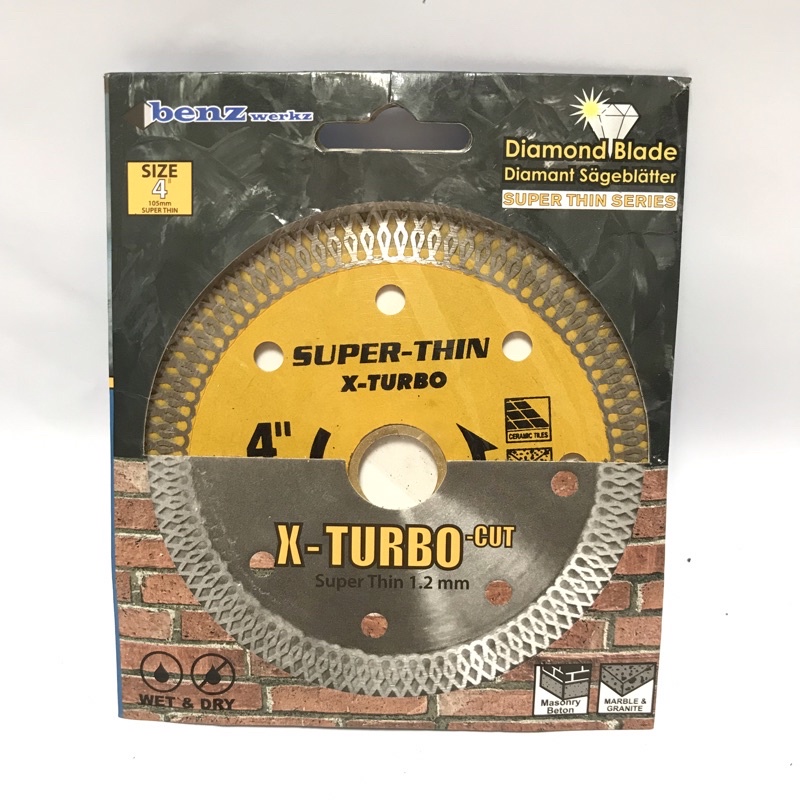 benz werkz
SIZE
4"
105mm
SUPER THIN
Diamond Blade
Diamant Sägeblätter
SUPER THIN SERIES
SUPER-THIN
X-TURBO
4"
CERAMIC TILES
X-TURBO-CUT
Super Thin 1.2 mm
WET & DRY
Masonry
Beton
MARBLE &
GRANITE